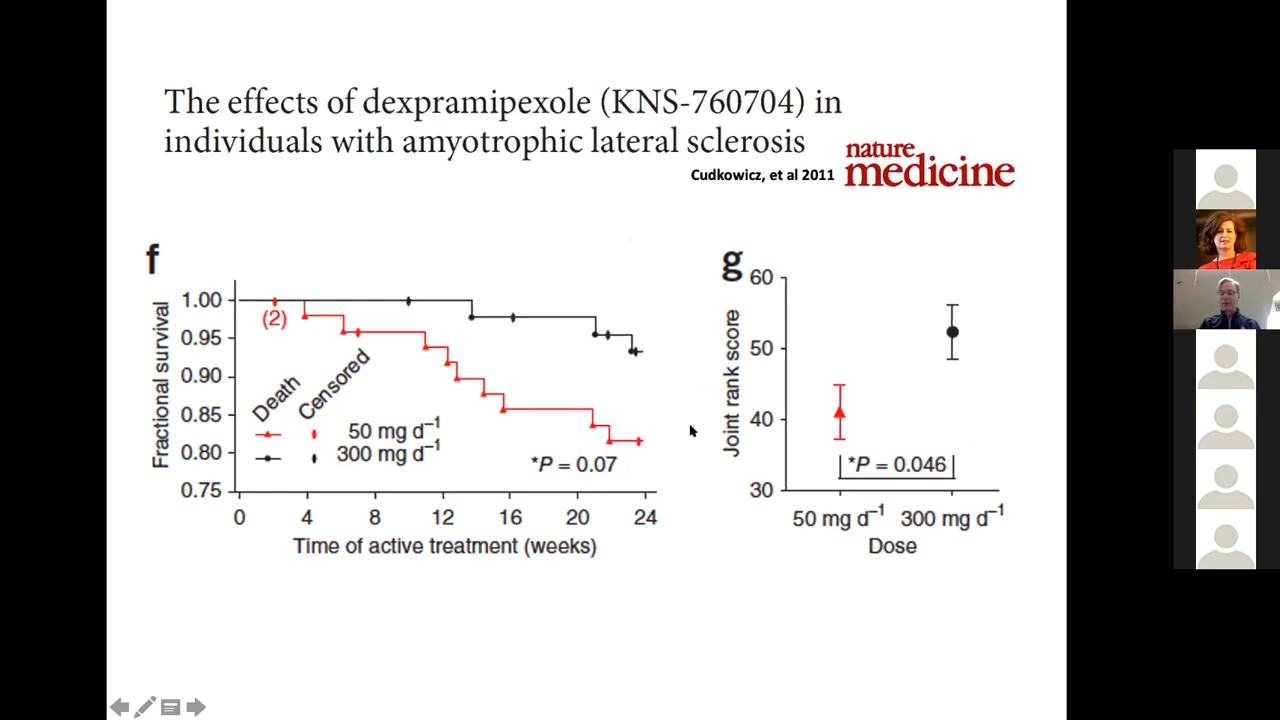 The effects of dexpramipexole (KNS-760704) in
individuals with amyotrophic lateral sclerosis
Cudkowicz, et al 2011
nature
medicine
f
Fractional survival
1.00
0.95
0.90
0.85
0.80
0.75
(2)
Death
Censored
50 mg d⁻¹
300 mg d⁻¹
*P = 0.07
0 4 8 12 16 20 24
Time of active treatment (weeks)
g
Joint rank score
60
50
40
30
*P = 0.046
50 mg d⁻¹ 300 mg d⁻¹
Dose